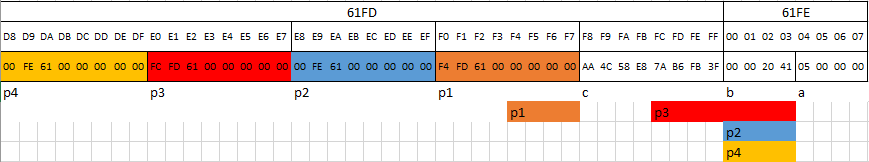 61FD 61FE
D8 D9 DA DB DC DD DE DF E0 E1 E2 E3 E4 E5 E6 E7 E8 E9 EA EB EC ED EE EF F0 F1 F2 F3 F4 F5 F6 F7 F8 F9 FA FB FC FD FE FF 00 01 02 03 04 05 06 07
00 FE 61 00 00 00 00 00 FC FD 61 00 00 00 00 00 00 FE 61 00 00 00 00 00 F4 FD 61 00 00 00 00 00 AA 4C 58 E8 7A B6 FB 3F 00 00 20 41 05 00 00 00
p4 p3 p2 p1 c b a
p1 p3
p2
p4